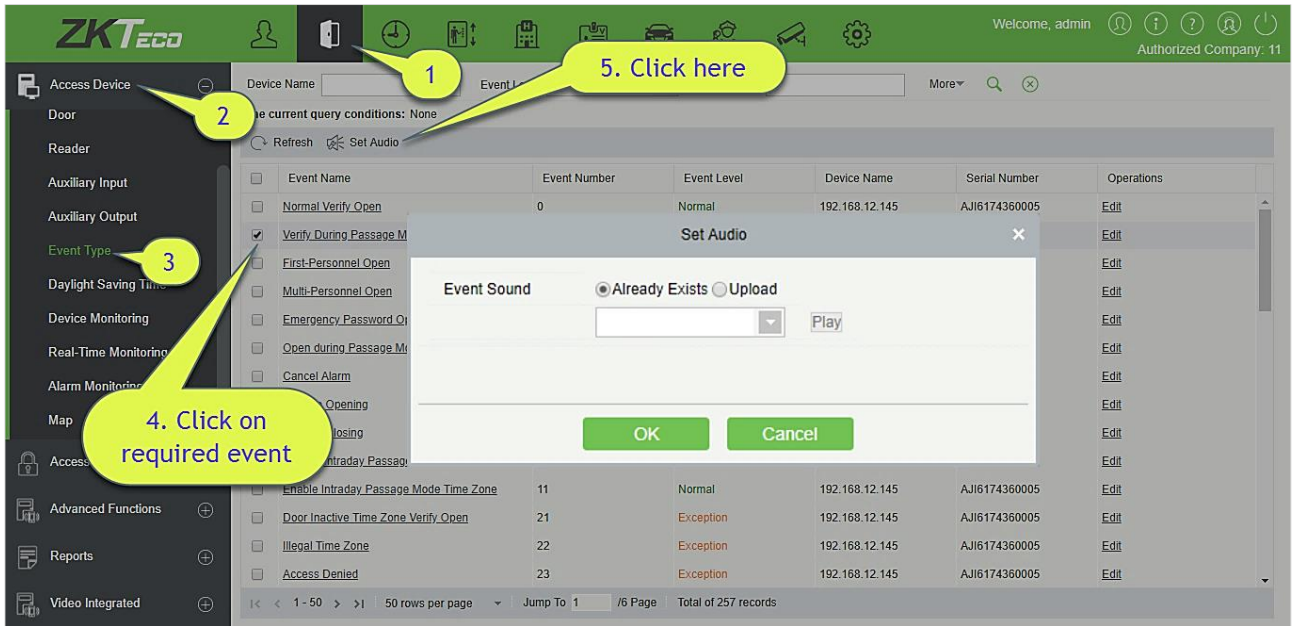 ZKTeco
Welcome, admin
Authorized Company: 11
1
5. Click here
Access Device
2
Door
Reader
Auxiliary Input
Auxiliary Output
Event Type
3
Daylight Saving
Device Monitoring
Real-Time Monitoring
Alarm Monitoring
Map
4. Click on
required event
Access
Advanced Functions
Reports
Video Integrated
Device Name
Event
More
current query conditions: None
Refresh Set Audio
Event Name Event Number Event Level Device Name Serial Number Operations
Normal Verify Open 0 Normal 192.168.12.145 AJI6174360005 Edit
Verify During Passage M Edit
First-Personnel Open Edit
Multi-Personnel Open Edit
Emergency Password Edit
Open during Passage Edit
Cancel Alarm Edit
Opening Edit
Edit
Intraday Edit
Enable Intraday Passage Mode Time Zone 11 Normal 192.168.12.145 AJI6174360005 Edit
Door Inactive Time Zone Verify Open 21 Exception 192.168.12.145 AJI6174360005 Edit
Illegal Time Zone 22 Exception 192.168.12.145 AJI6174360005 Edit
Access Denied 23 Exception 192.168.12.145 AJI6174360005 Edit
1 - 50 50 rows per page Jump To 1 /6 Page Total of 257 records
Set Audio
Event Sound Already Exists Upload
Play
OK Cancel